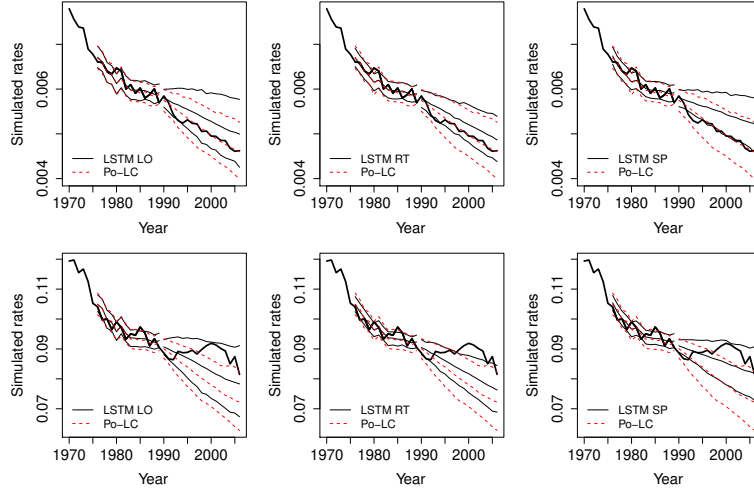 Simulated rates
0.004 0.006
LSTM LO
Po-LC
1970 1980 1990 2000
Year
Simulated rates
0.004 0.006
LSTM RT
Po-LC
1970 1980 1990 2000
Year
Simulated rates
0.004 0.006
LSTM SP
Po-LC
1970 1980 1990 2000
Year
Simulated rates
0.07 0.09 0.11
LSTM LO
Po-LC
1970 1980 1990 2000
Year
Simulated rates
0.07 0.09 0.11
LSTM RT
Po-LC
1970 1980 1990 2000
Year
Simulated rates
0.07 0.09 0.11
LSTM SP
Po-LC
1970 1980 1990 2000
Year